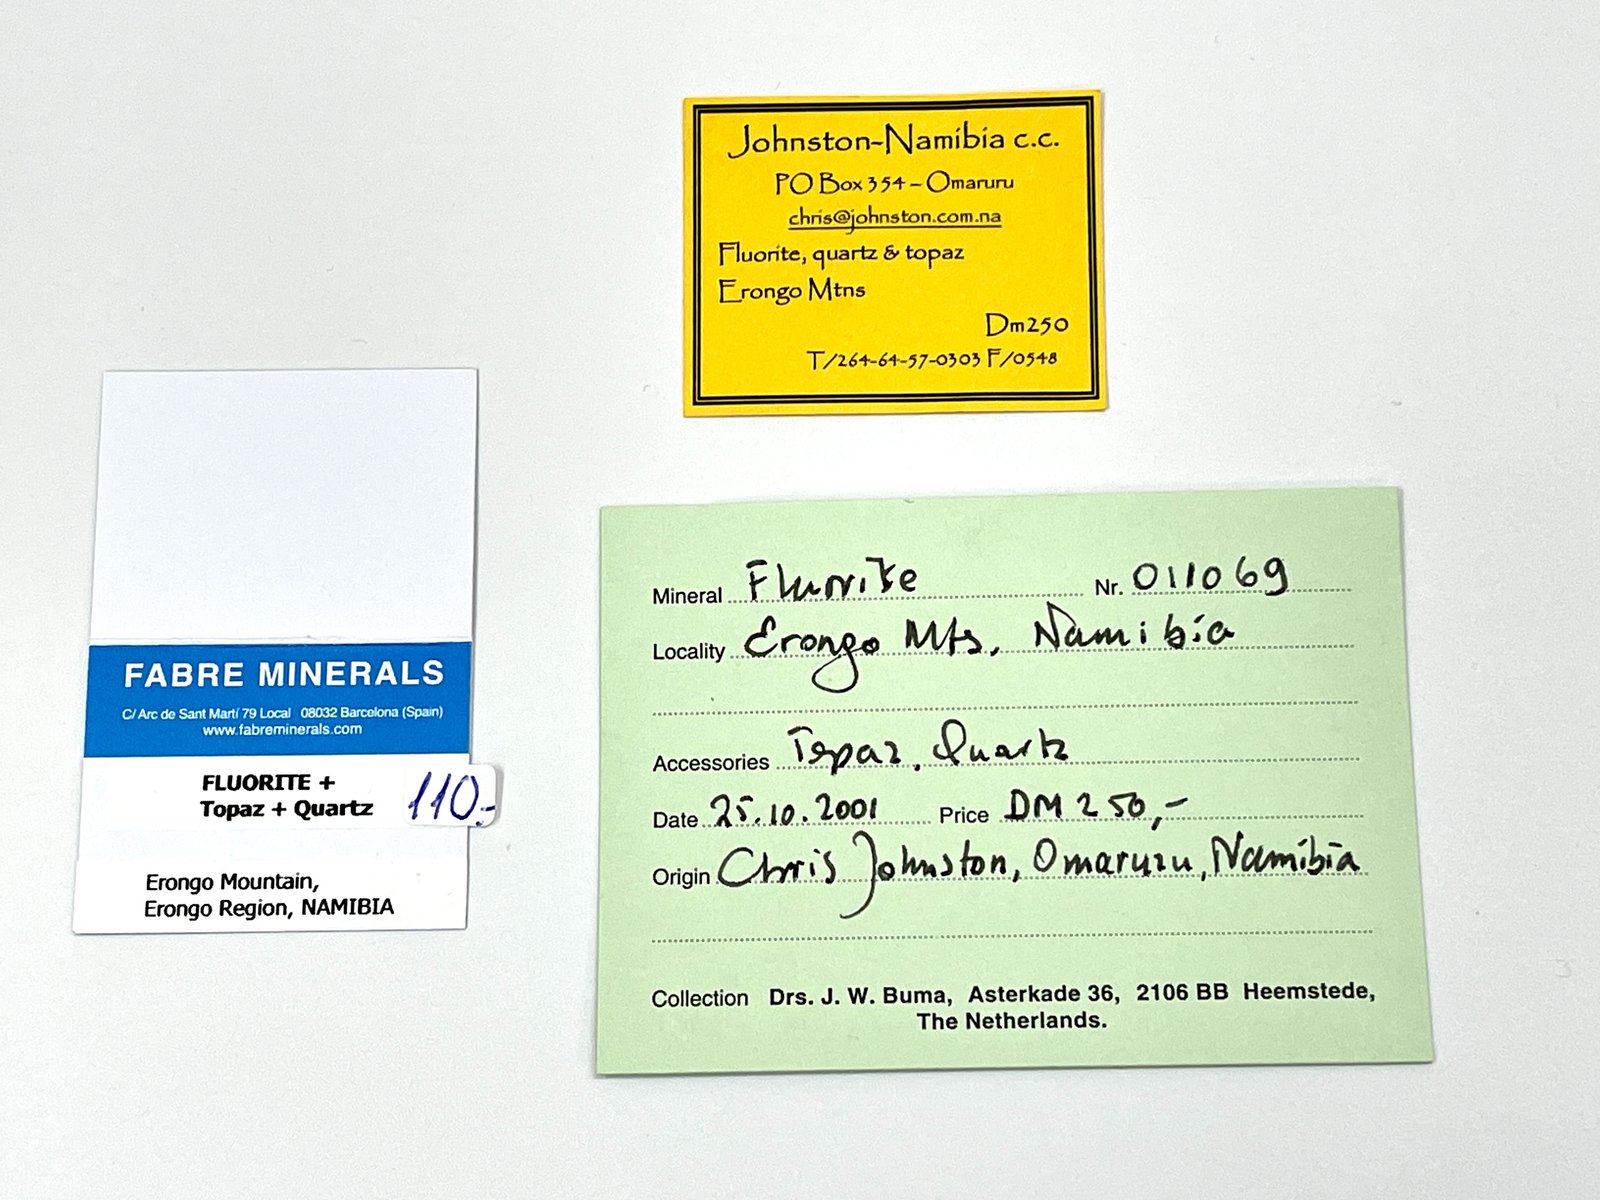 Johnston-Namibia c.c.
PO Box 354 – Omaruru
chris@johnston.com.na
Fluorite, quartz & topaz
Erongo Mtns
Dm250
T/264-64-57-0303 F/0548
FABRE MINERALS
C/ Arc de Sant Martí 79 Local 08032 Barcelona (Spain)
www.fabreminerals.com
FLUORITE +
Topaz + Quartz 110.-
Erongo Mountain,
Erongo Region, NAMIBIA
Mineral Fluorite Nr. 011069
Locality Erongo Mts, Namibia
Accessories Topaz, Quartz
Date 25.10.2001 Price DM 250,-
Origin Chris Johnston, Omaruru, Namibia
Collection Drs. J. W. Buma, Asterkade 36, 2106 BB Heemstede,
The Netherlands.